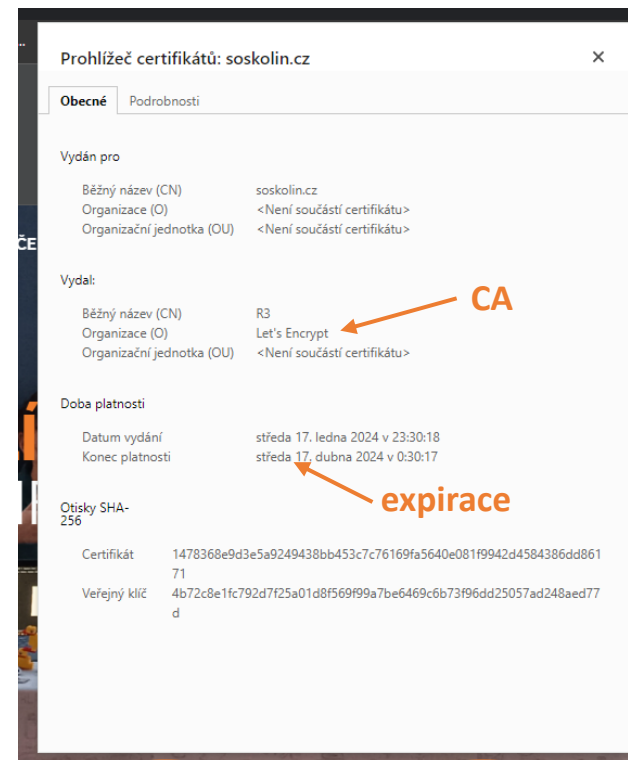 Prohlížeč certifikátů: soskolin.cz
Obecné Podrobnosti
Vydán pro
Běžný název (CN) soskolin.cz
Organizace (O) <Není součástí certifikátu>
Organizační jednotka (OU) <Není součástí certifikátu>
Vydal:
CA
Běžný název (CN) R3
Organizace (O) Let's Encrypt
Organizační jednotka (OU) <Není součástí certifikátu>
Doba platnosti
Datum vydání středa 17. ledna 2024 v 23:30:18
Konec platnosti středa 17. dubna 2024 v 0:30:17
expirace
Otisky SHA-
256
Certifikát 1478368e9d3e5a9249438bb453c7c76169fa5640e081f9942d4584386dd861
71
Veřejný klíč 4b72c8e1fc792d7f25a01d8f569f99a7be6469c6b73f96dd25057ad248aed77
d